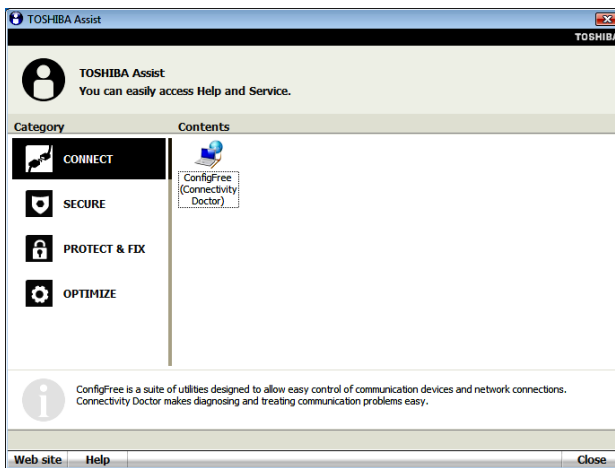 TOSHIBA Assist
TOSHIBA
TOSHIBA Assist
You can easily access Help and Service.
Category
Contents
CONNECT
SECURE
PROTECT & FIX
OPTIMIZE
ConfigFree
(Connectivity
Doctor)
ConfigFree is a suite of utilities designed to allow easy control of communication devices and network connections.
Connectivity Doctor makes diagnosing and treating communication problems easy.
Web site
Help
Close